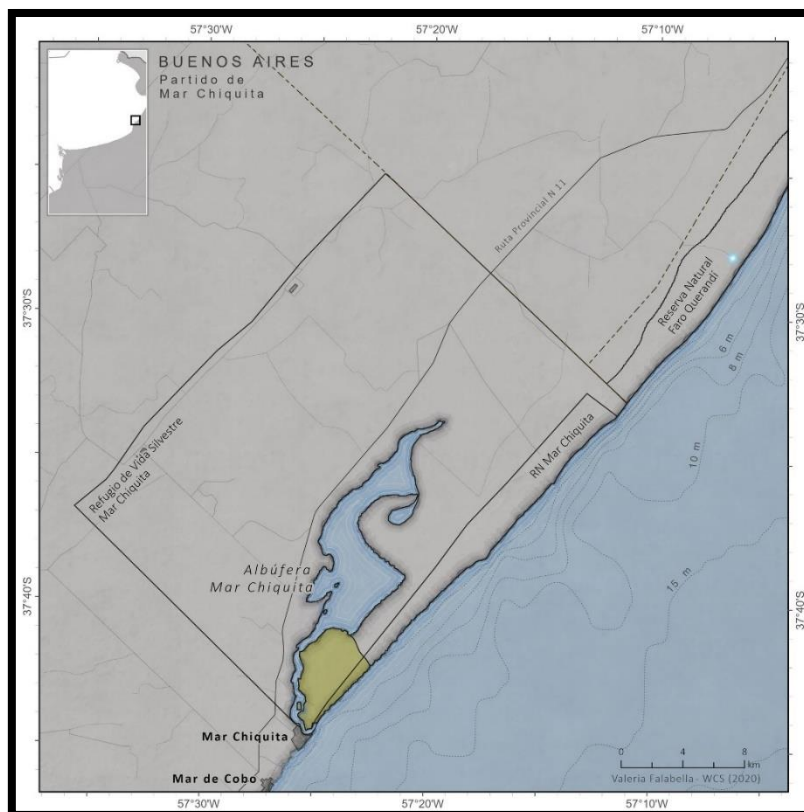 57°30'W
57°20'W
57°10'W
BUENOS AIRES
Partido de
Mar Chiquita
Ruta Provincial N 11
Reserva Natural
Faro Querandi
37°30'S
37°30'S
6 m
8 m
10 m
RN Mar Chiquita
Refugio de Vida Silvestre
Mar Chiquita
15 m
Albúfera
Mar Chiquita
37°40'S
37°40'S
Mar Chiquita
Mar de Cobo
0 4 8
km
Valeria Falabella - WCS (2020)
57°30'W
57°20'W
57°10'W